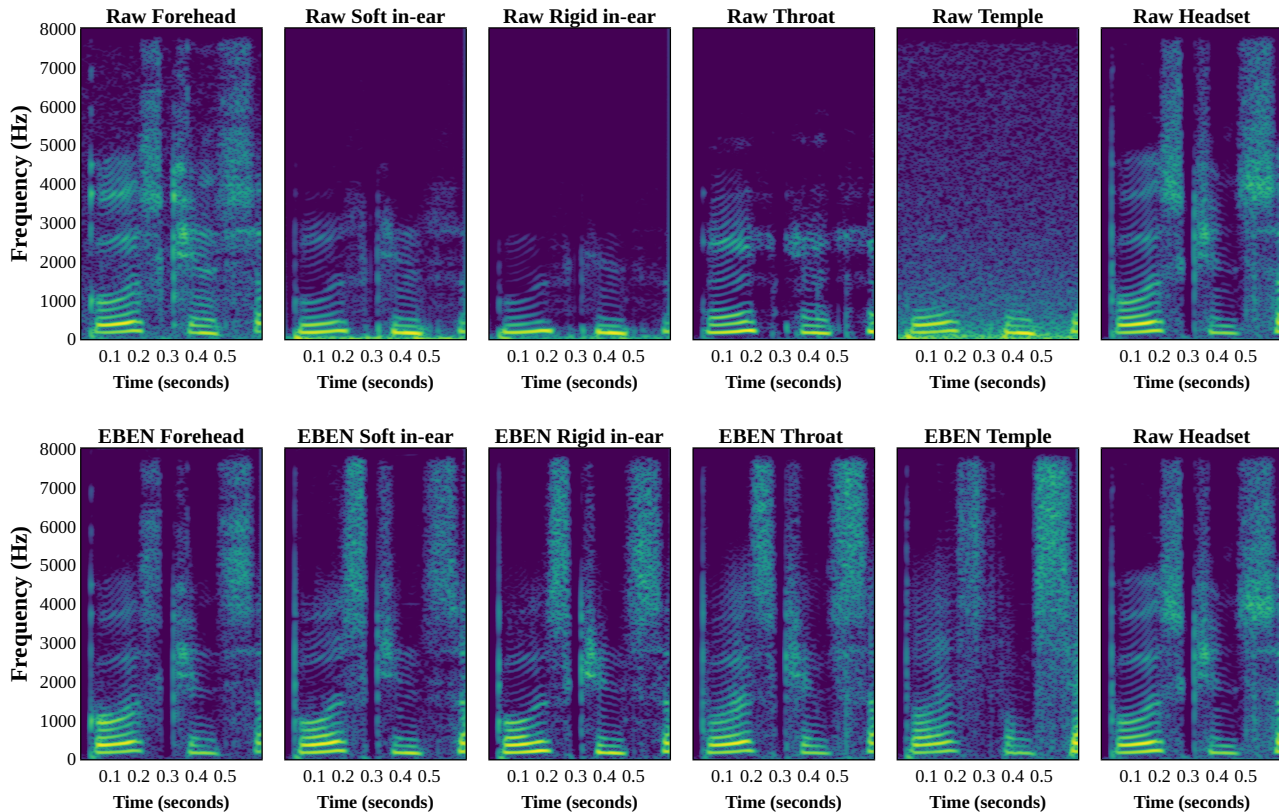 Raw Forehead Raw Soft in-ear Raw Rigid in-ear Raw Throat Raw Temple Raw Headset
8000
7000
6000
5000
4000
3000
2000
1000
0
Frequency (Hz)
0.1 0.2 0.3 0.4 0.5 0.1 0.2 0.3 0.4 0.5 0.1 0.2 0.3 0.4 0.5 0.1 0.2 0.3 0.4 0.5 0.1 0.2 0.3 0.4 0.5 0.1 0.2 0.3 0.4 0.5
Time (seconds) Time (seconds) Time (seconds) Time (seconds) Time (seconds) Time (seconds)
EBEN Forehead EBEN Soft in-ear EBEN Rigid in-ear EBEN Throat EBEN Temple Raw Headset
8000
7000
6000
5000
4000
3000
2000
1000
0
Frequency (Hz)
0.1 0.2 0.3 0.4 0.5 0.1 0.2 0.3 0.4 0.5 0.1 0.2 0.3 0.4 0.5 0.1 0.2 0.3 0.4 0.5 0.1 0.2 0.3 0.4 0.5 0.1 0.2 0.3 0.4 0.5
Time (seconds) Time (seconds) Time (seconds) Time (seconds) Time (seconds) Time (seconds)